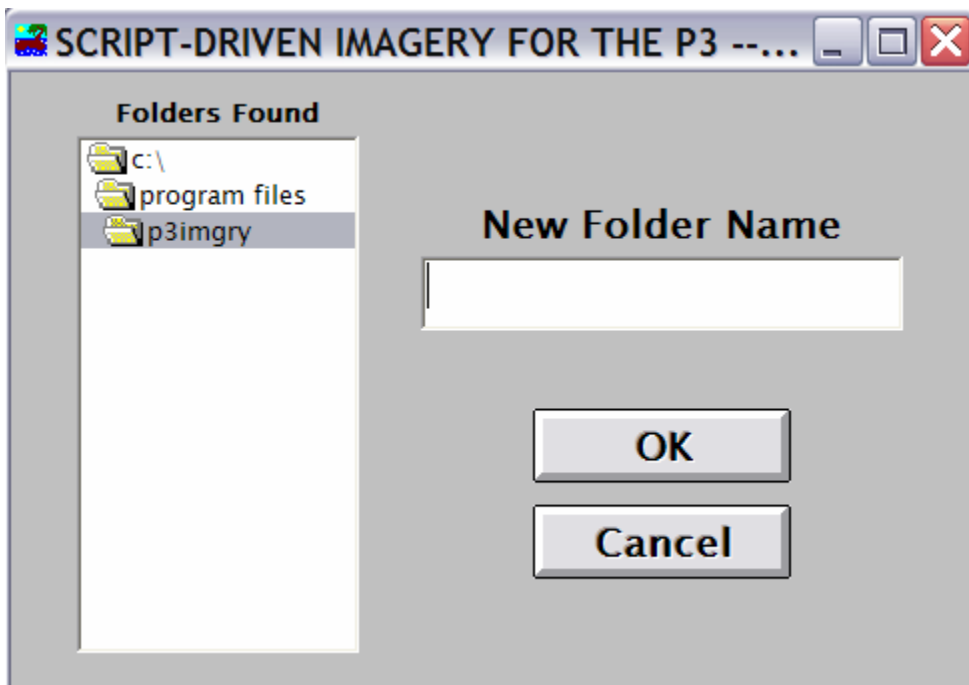 SCRIPT-DRIVEN IMAGERY FOR THE P3 --...
Folders Found
c:\
program files
p3imgry
New Folder Name
OK
Cancel